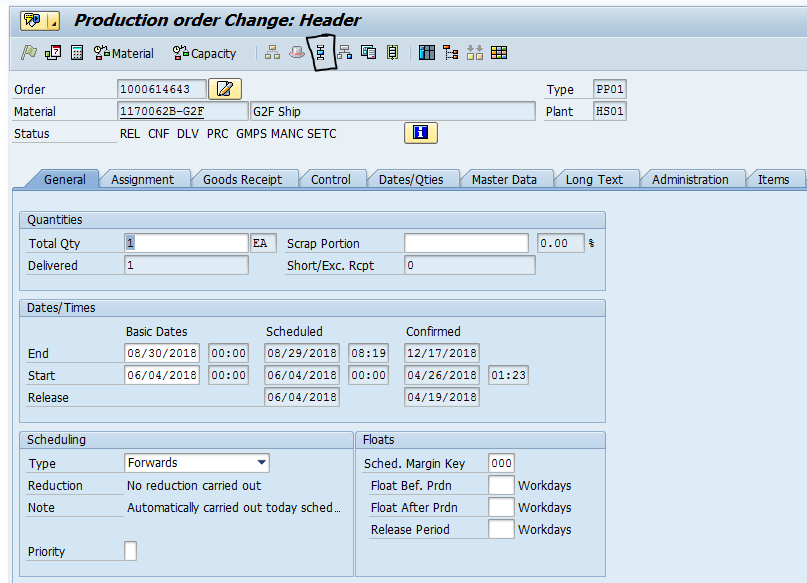 Production order Change: Header
Material Capacity
Order 1000614643 Type PP01
Material 1170062B-G2F G2F Ship Plant HS01
Status REL CNF DLV PRC GMPS MANC SETC
General Assignment Goods Receipt Control Dates/Qties Master Data Long Text Administration Items
Quantities
Total Qty 1 EA Scrap Portion 0.00 %
Delivered 1 Short/Exc. Rcpt 0
Dates/Times
Basic Dates Scheduled Confirmed
End 08/30/2018 00:00 08/29/2018 08:19 12/17/2018
Start 06/04/2018 00:00 06/04/2018 00:00 04/26/2018 01:23
Release 06/04/2018 04/19/2018
Scheduling Floats
Type Forwards Sched. Margin Key 000
Reduction No reduction carried out Float Bef. Prdn Workdays
Note Automatically carried out today sched... Float After Prdn Workdays
Release Period Workdays
Priority